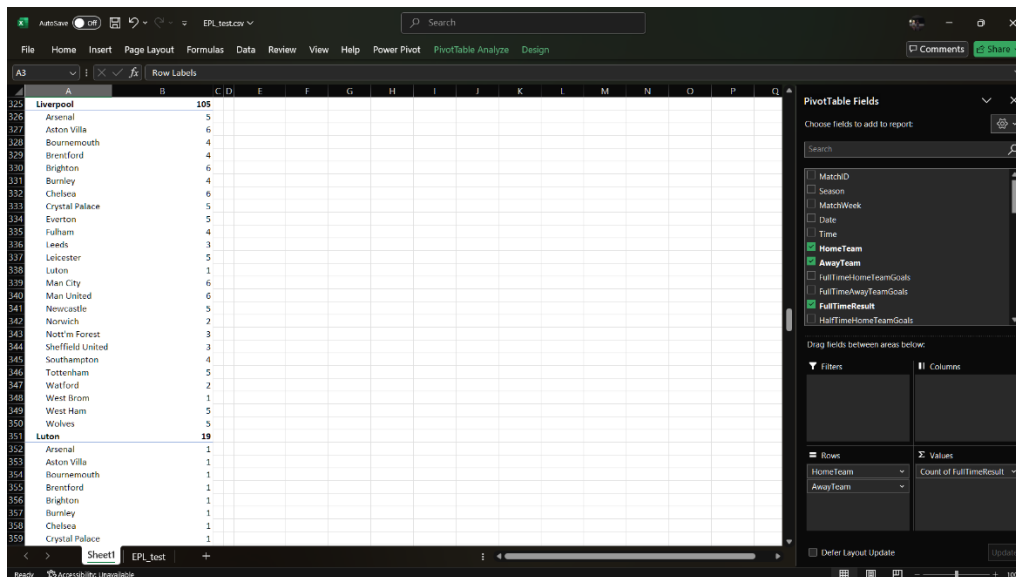 AutoSave Off EPL_test.csv Search
File Home Insert Page Layout Formulas Data Review View Help Power Pivot PivotTable Analyze Design Comments Share
A3 fx Row Labels
A B C D E F G H I J K L M N O P Q
325 Liverpool 105
326 Arsenal 5
327 Aston Villa 6
328 Bournemouth 4
329 Brentford 4
330 Brighton 6
331 Burnley 4
332 Chelsea 6
333 Crystal Palace 5
334 Everton 5
335 Fulham 4
336 Leeds 3
337 Leicester 5
338 Luton 1
339 Man City 6
340 Man United 6
341 Newcastle 5
342 Norwich 2
343 Nott'm Forest 3
344 Sheffield United 3
345 Southampton 4
346 Tottenham 5
347 Watford 2
348 West Brom 1
349 West Ham 5
350 Wolves 5
351 Luton 19
352 Arsenal 1
353 Aston Villa 1
354 Bournemouth 1
355 Brentford 1
356 Brighton 1
357 Burnley 1
358 Chelsea 1
359 Crystal Palace 1
Sheet1 EPL_test
Ready Accessibility: Unavailable 100
PivotTable Fields
Choose fields to add to report:
Search
MatchID
Season
MatchWeek
Date
Time
HomeTeam
AwayTeam
FullTimeHomeTeamGoals
FullTimeAwayTeamGoals
FullTimeResult
HalfTimeHomeTeamGoals
Drag fields between areas below:
Filters Columns
Rows Σ Values
HomeTeam Count of FullTimeResult
AwayTeam
Defer Layout Update Update